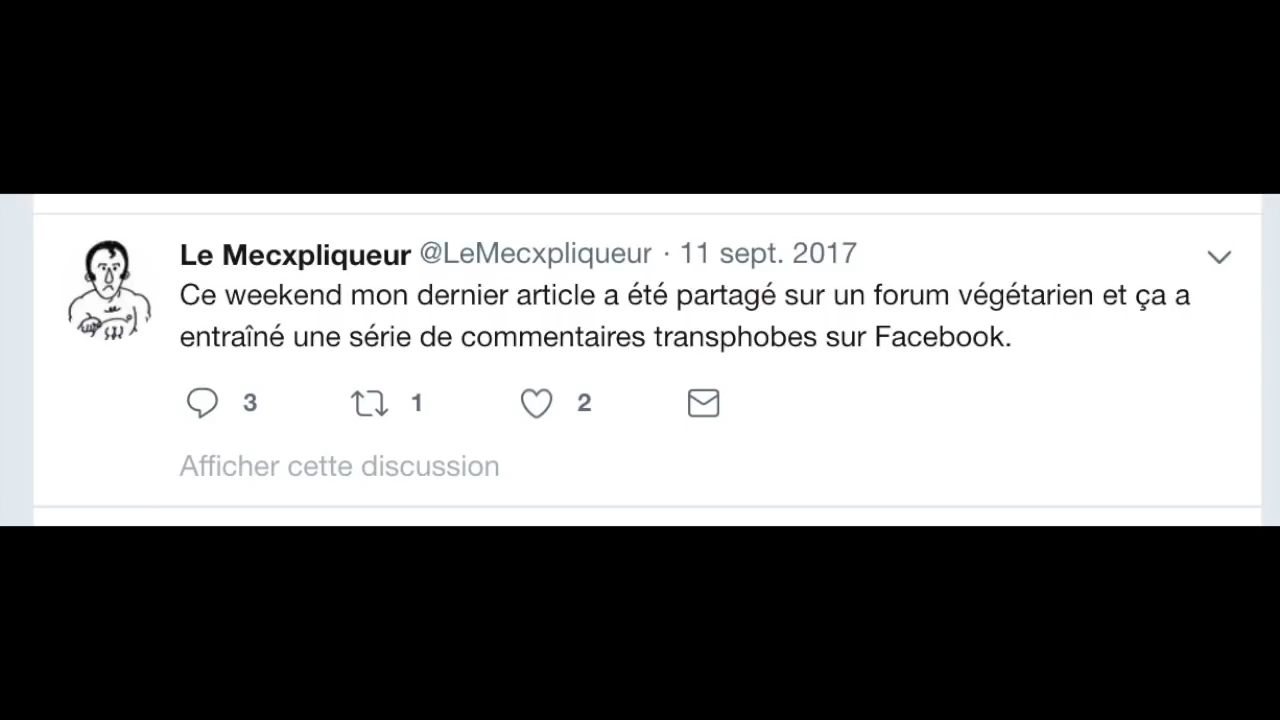 Le Mecxpliqueur @LeMecxpliqueur · 11 sept. 2017
Ce weekend mon dernier article a été partagé sur un forum végétarien et ça a
entraîné une série de commentaires transphobes sur Facebook.
3 1 2
Afficher cette discussion